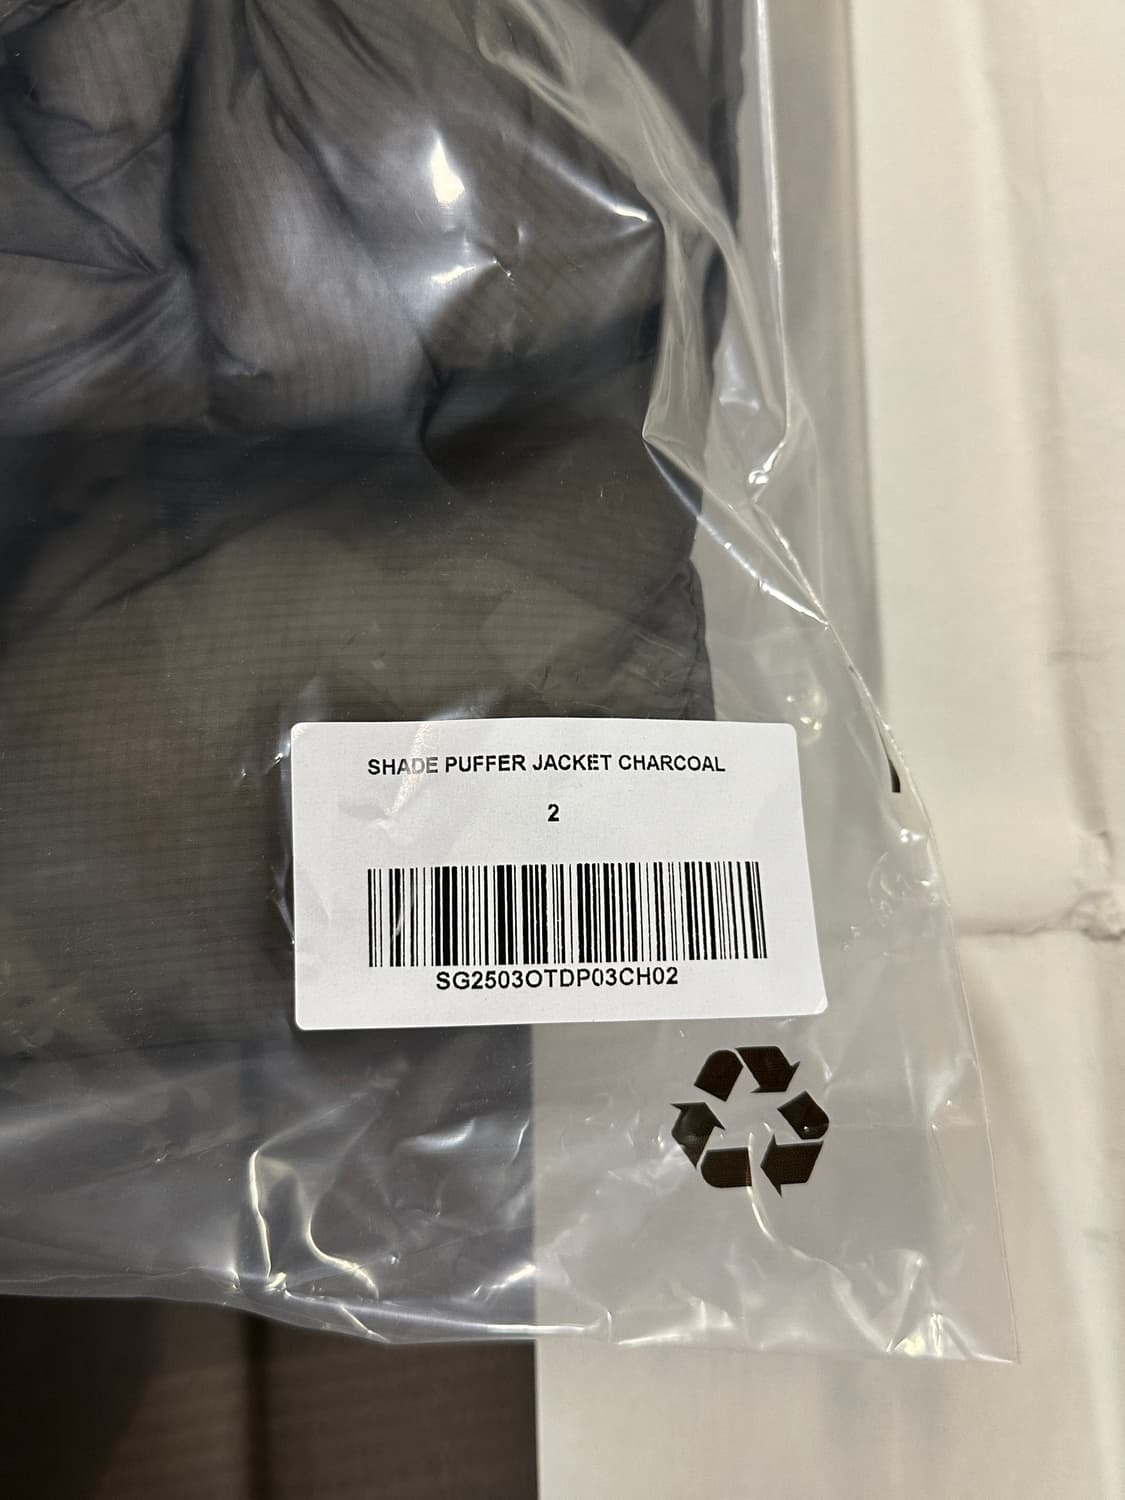 SHADE PUFFER JACKET CHARCOAL
2
SG2503OTDP03CH02